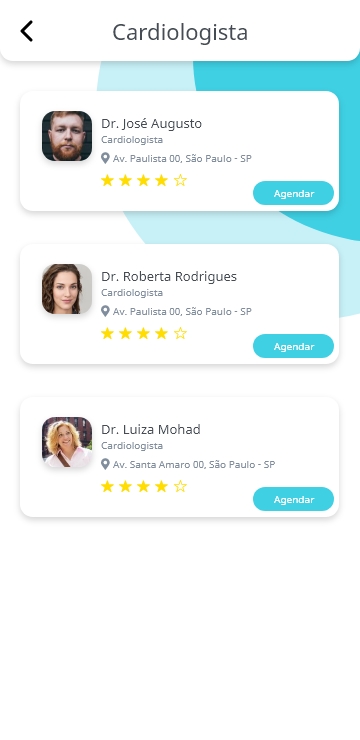 Cardiologista
Dr. José Augusto
Cardiologista
Av. Paulista 00, São Paulo - SP
Agendar
Dr. Roberta Rodrigues
Cardiologista
Av. Paulista 00, São Paulo - SP
Agendar
Dr. Luiza Mohad
Cardiologista
Av. Santa Amaro 00, São Paulo - SP
Agendar